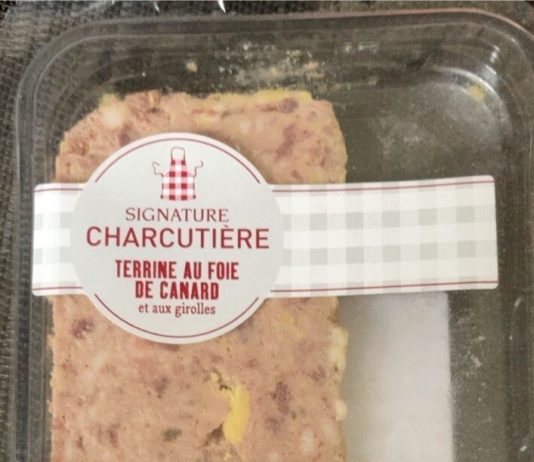 SIGNATURE
CHARCUTIÈRE
TERRINE AU FOIE
DE CANARD
et aux girolles